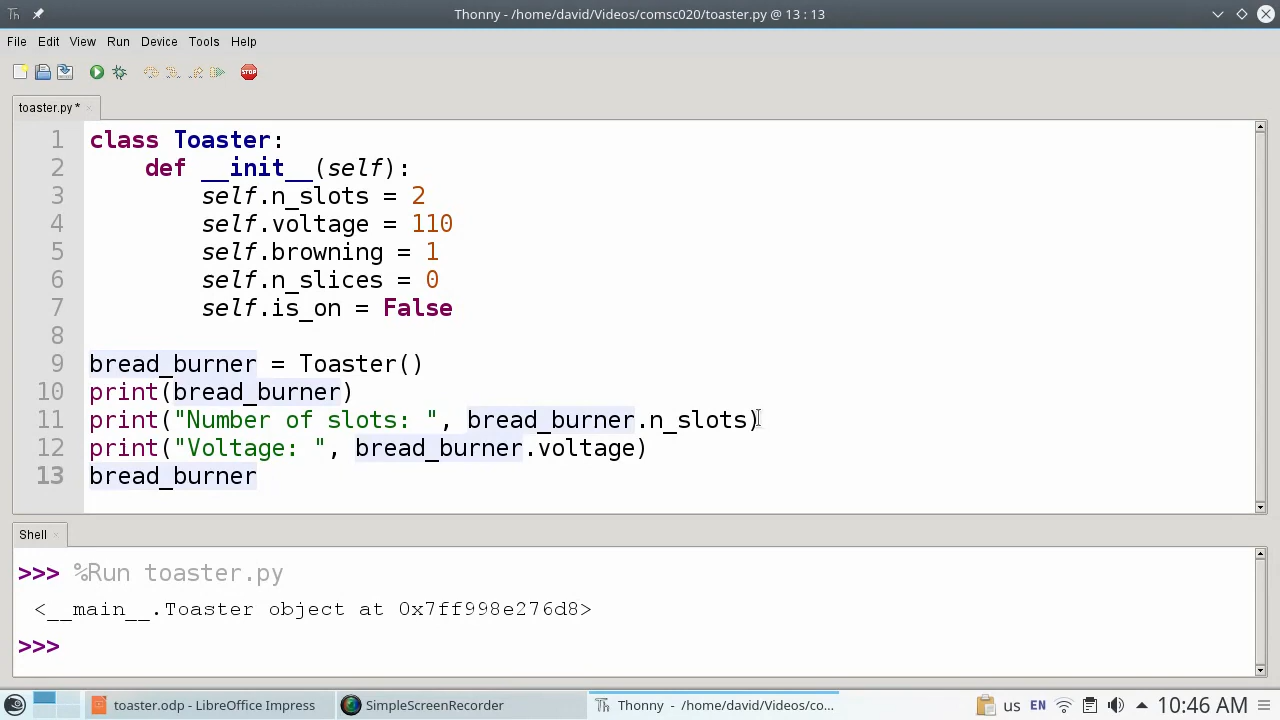 Thonny - /home/david/Videos/comsc020/toaster.py @ 13 : 13
File Edit View Run Device Tools Help
STOP
toaster.py *
1 class Toaster:
2 def __init__(self):
3 self.n_slots = 2
4 self.voltage = 110
5 self.browning = 1
6 self.n_slices = 0
7 self.is_on = False
8
9 bread_burner = Toaster()
10 print(bread_burner)
11 print("Number of slots: ", bread_burner.n_slots)
12 print("Voltage: ", bread_burner.voltage)
13 bread_burner
Shell
>>> %Run toaster.py
<__main__.Toaster object at 0x7ff998e276d8>
>>>
toaster.odp - LibreOffice Impress SimpleScreenRecorder Thonny - /home/david/Videos/co... us EN 10:46 AM